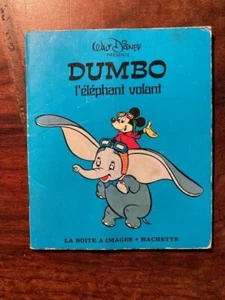 WALT DISNEY
PRÉSENTE
DUMBO
l'éléphant volant
LA BOITE A IMAGES • HACHETTE